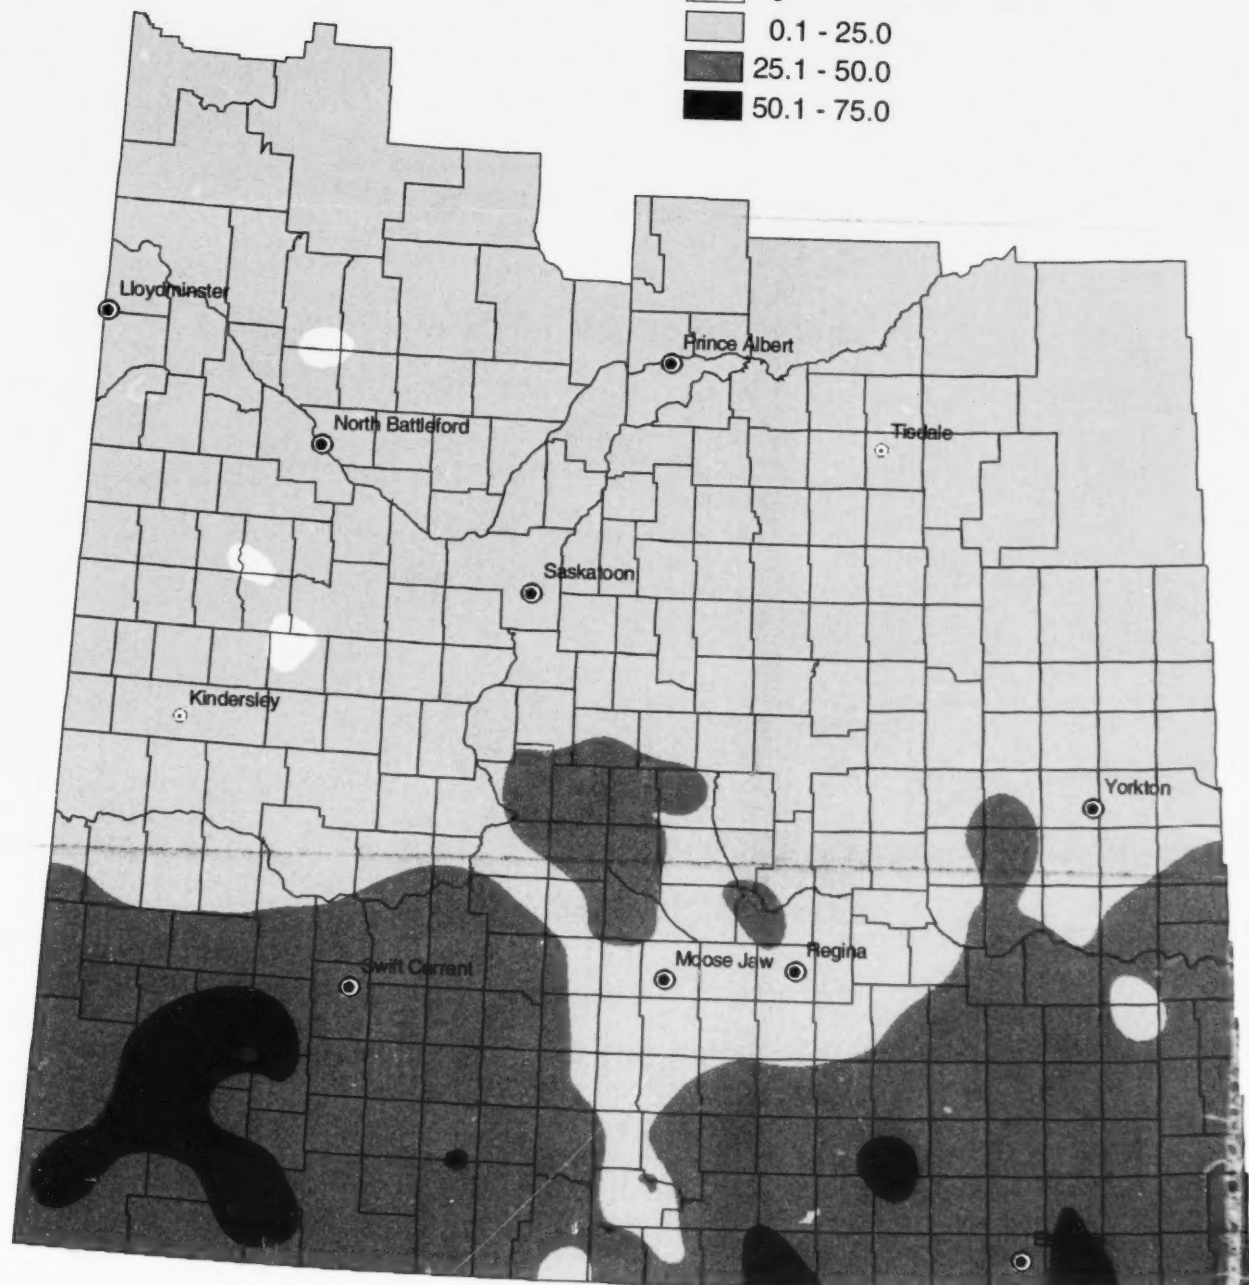 0.1 - 25.0
25.1 - 50.0
50.1 - 75.0
Lloydminster
Prince Albert
North Battleford
Tisdale
Saskatoon
Kindersley
Yorkton
Regina
Moose Jaw
Swift Current